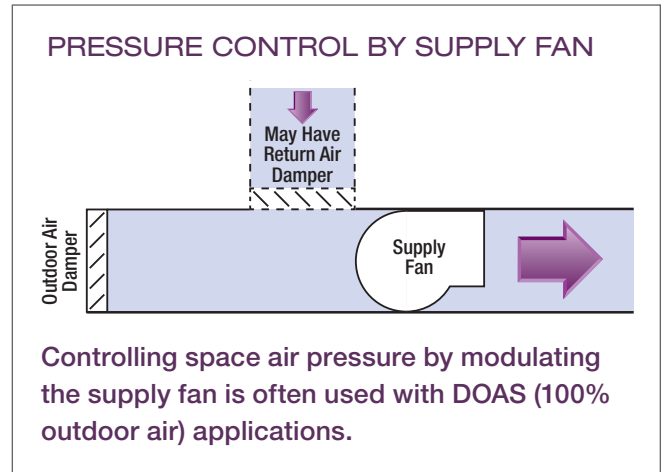 PRESSURE CONTROL BY SUPPLY FAN
May Have
Return Air
Damper
Outdoor Air
Damper
Supply
Fan
Controlling space air pressure by modulating
the supply fan is often used with DOAS (100%
outdoor air) applications.